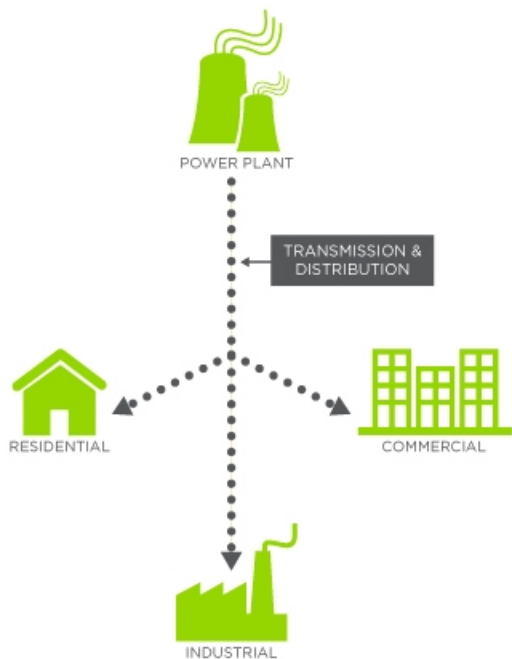 POWER PLANT
TRANSMISSION &
DISTRIBUTION
RESIDENTIAL
COMMERCIAL
INDUSTRIAL